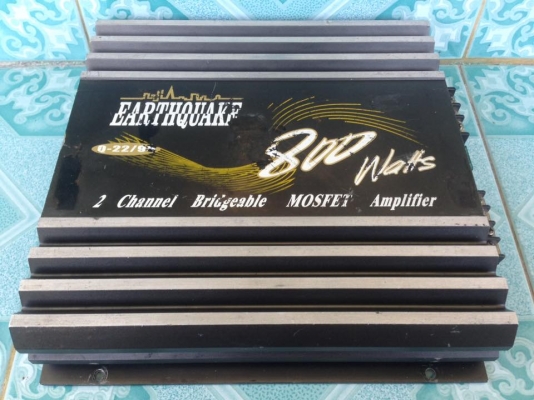 EARTHQUAKE
800 Watts
2 Channel Bridgeable MOSFET Amplifier